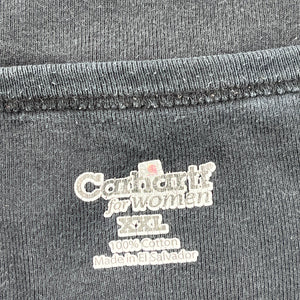 Carhartt
for women
XXL
100% Cotton
Made in El Salvador